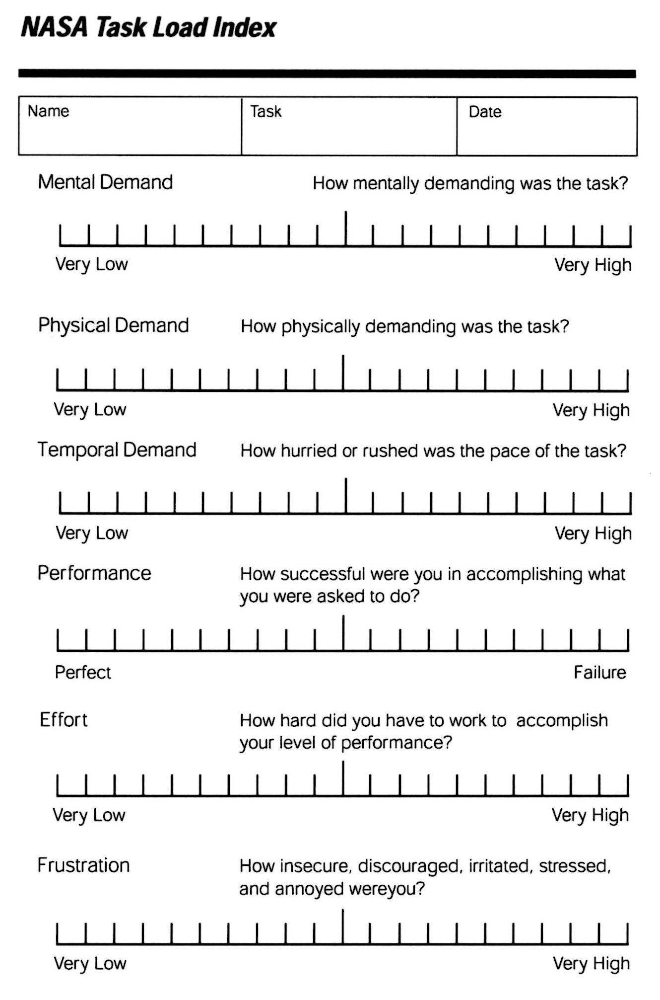 NASA Task Load Index
Name Task Date
Mental Demand How mentally demanding was the task?
Very Low Very High
Physical Demand How physically demanding was the task?
Very Low Very High
Temporal Demand How hurried or rushed was the pace of the task?
Very Low Very High
Performance How successful were you in accomplishing what
you were asked to do?
Perfect Failure
Effort How hard did you have to work to accomplish
your level of performance?
Very Low Very High
Frustration How insecure, discouraged, irritated, stressed,
and annoyed wereyou?
Very Low Very High